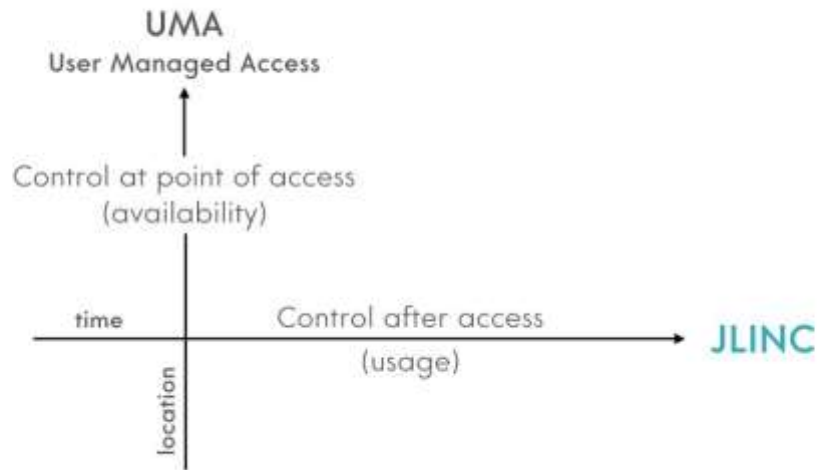 UMA
User Managed Access
Control at point of access
(availability)
time
Control after access
(usage)
JLINC
location